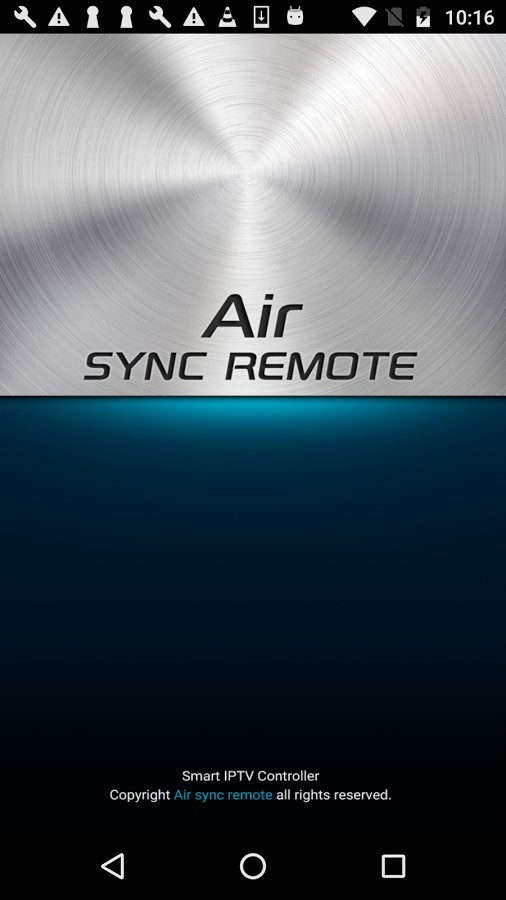 10:16
Air
SYNC REMOTE
Smart IPTV Controller
Copyright Air sync remote all rights reserved.